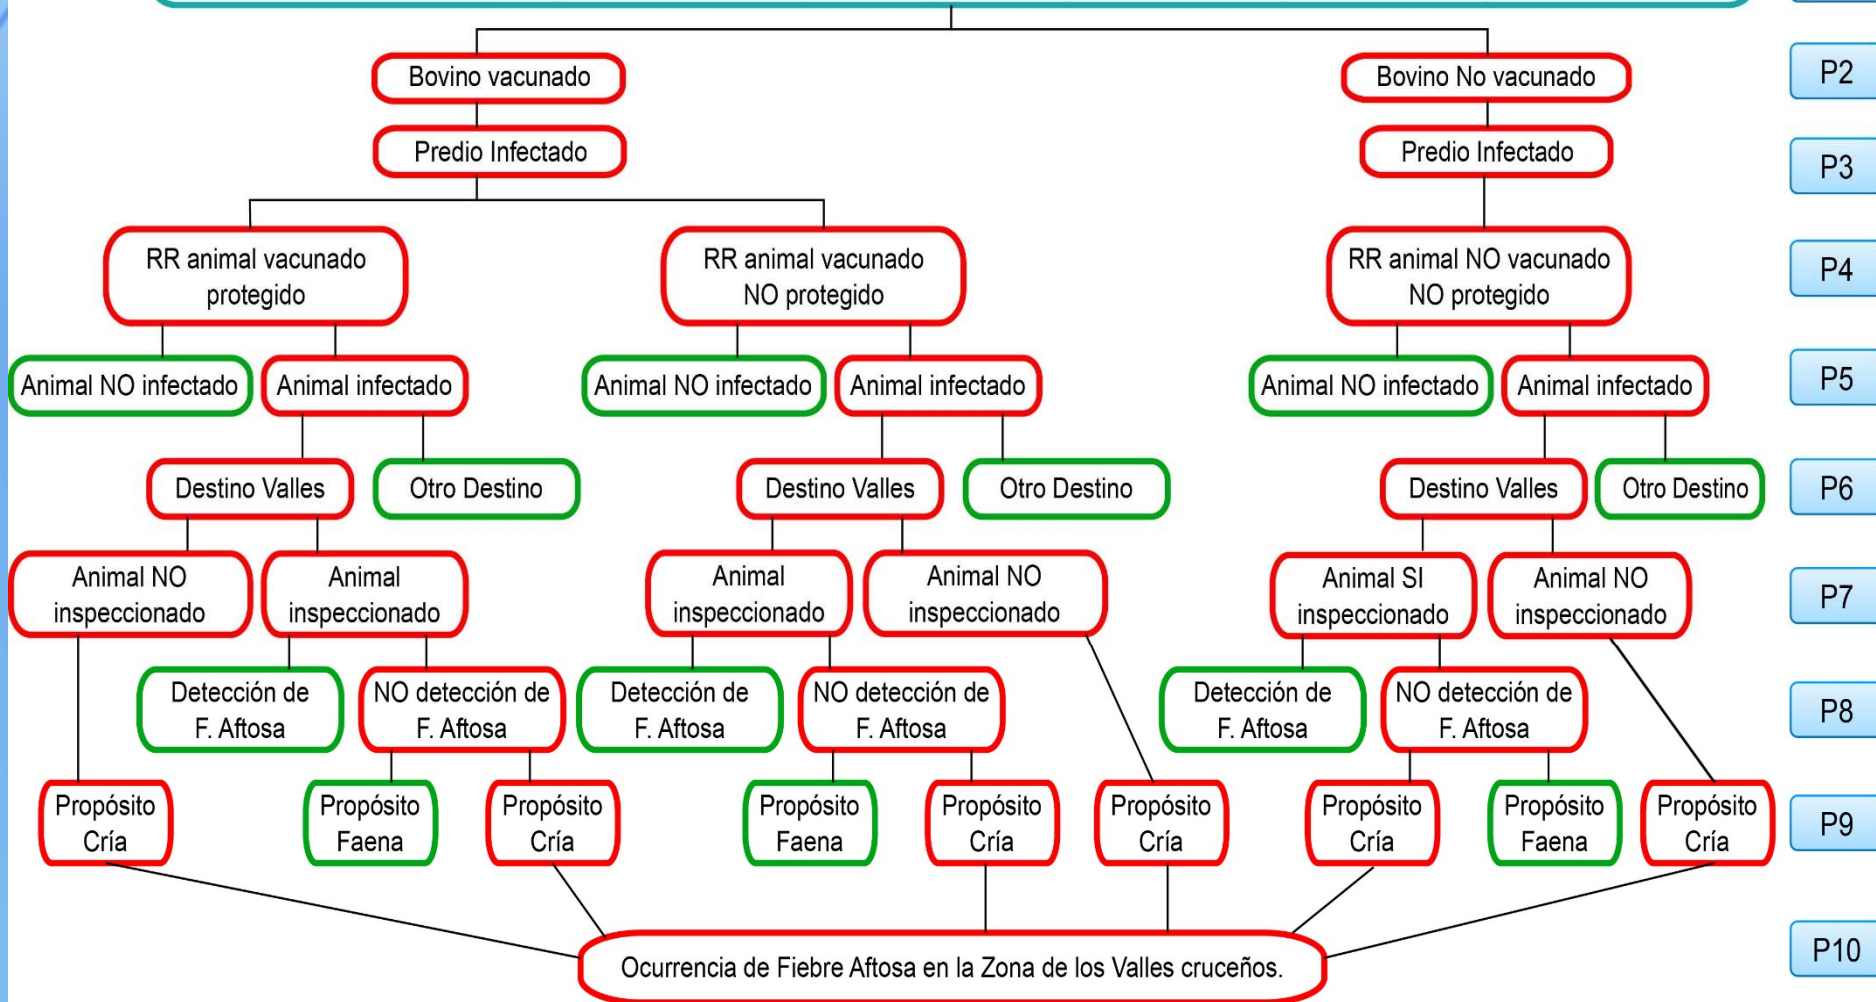 Bovino vacunado
Bovino No vacunado
P2
Predio Infectado
Predio Infectado
P3
RR animal vacunado
protegido
RR animal vacunado
NO protegido
RR animal NO vacunado
NO protegido
P4
Animal NO infectado
Animal infectado
Animal NO infectado
Animal infectado
Animal NO infectado
Animal infectado
P5
Destino Valles
Otro Destino
Destino Valles
Otro Destino
Destino Valles
Otro Destino
P6
Animal NO
inspeccionado
Animal
inspeccionado
Animal
inspeccionado
Animal NO
inspeccionado
Animal SI
inspeccionado
Animal NO
inspeccionado
P7
Detección de
F. Aftosa
NO detección de
F. Aftosa
Detección de
F. Aftosa
NO detección de
F. Aftosa
Detección de
F. Aftosa
NO detección de
F. Aftosa
P8
Propósito
Cría
Propósito
Faena
Propósito
Cría
Propósito
Faena
Propósito
Cría
Propósito
Cría
Propósito
Cría
Propósito
Faena
Propósito
Cría
P9
Ocurrencia de Fiebre Aftosa en la Zona de los Valles cruceños.
P10